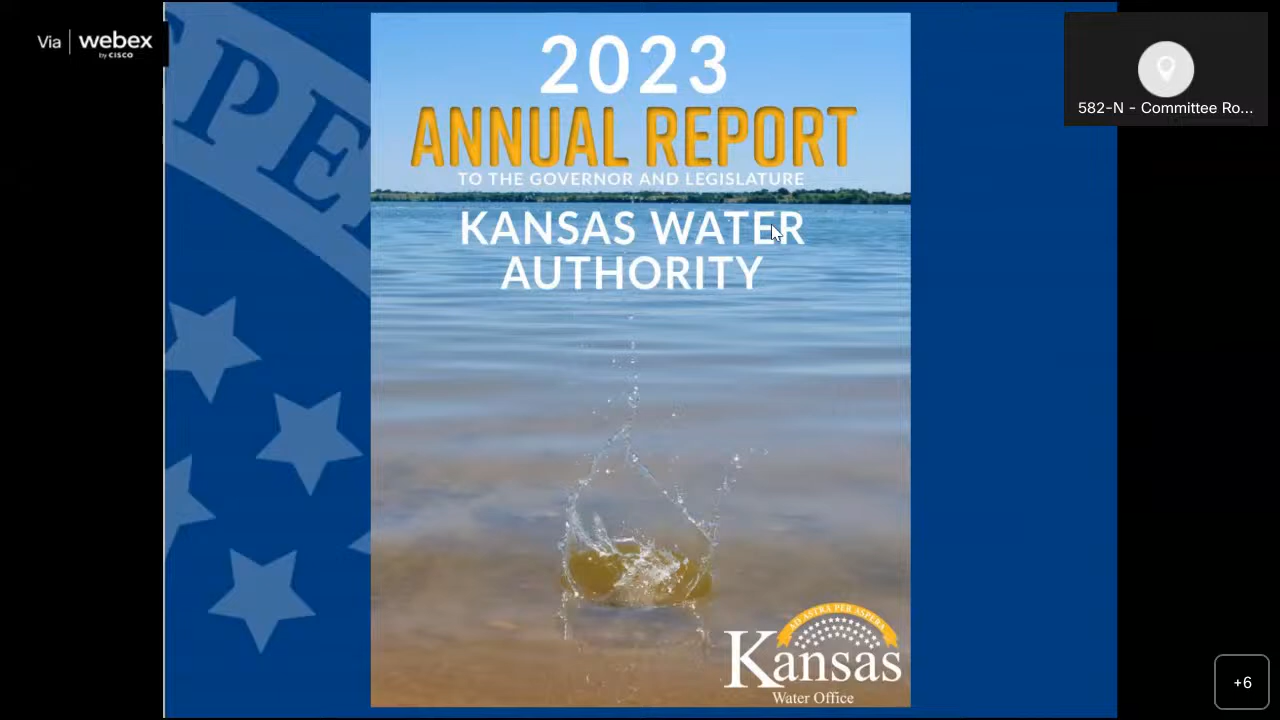 Via webex
by CISCO
582-N - Committee Ro...
PE
2023
ANNUAL REPORT
TO THE GOVERNOR AND LEGISLATURE
KANSAS WATER
AUTHORITY
AD ASTRA PER ASPERA
Kansas
Water Office
+6